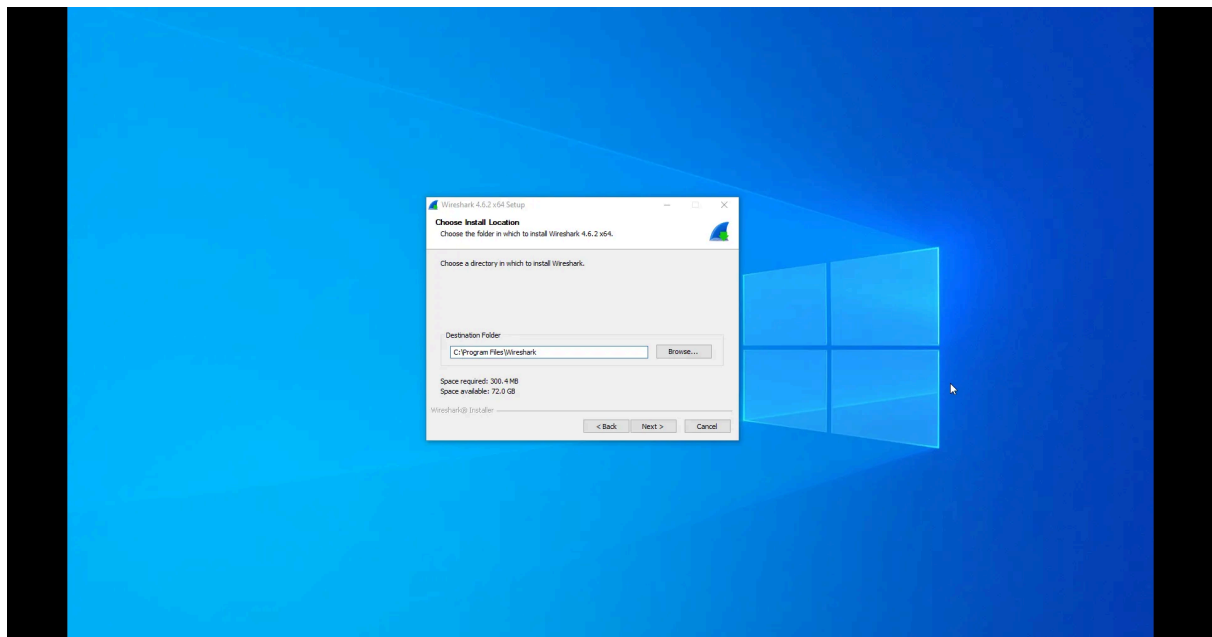 Wireshark 4.6.2 x64 Setup
Choose Install Location
Choose the folder in which to install Wireshark 4.6.2 x64.
Choose a directory in which to install Wireshark.
Destination Folder
C:\Program Files\Wireshark
Browse...
Space required: 300.4 MB
Space available: 72.0 GB
Wireshark® Installer
< Back Next > Cancel